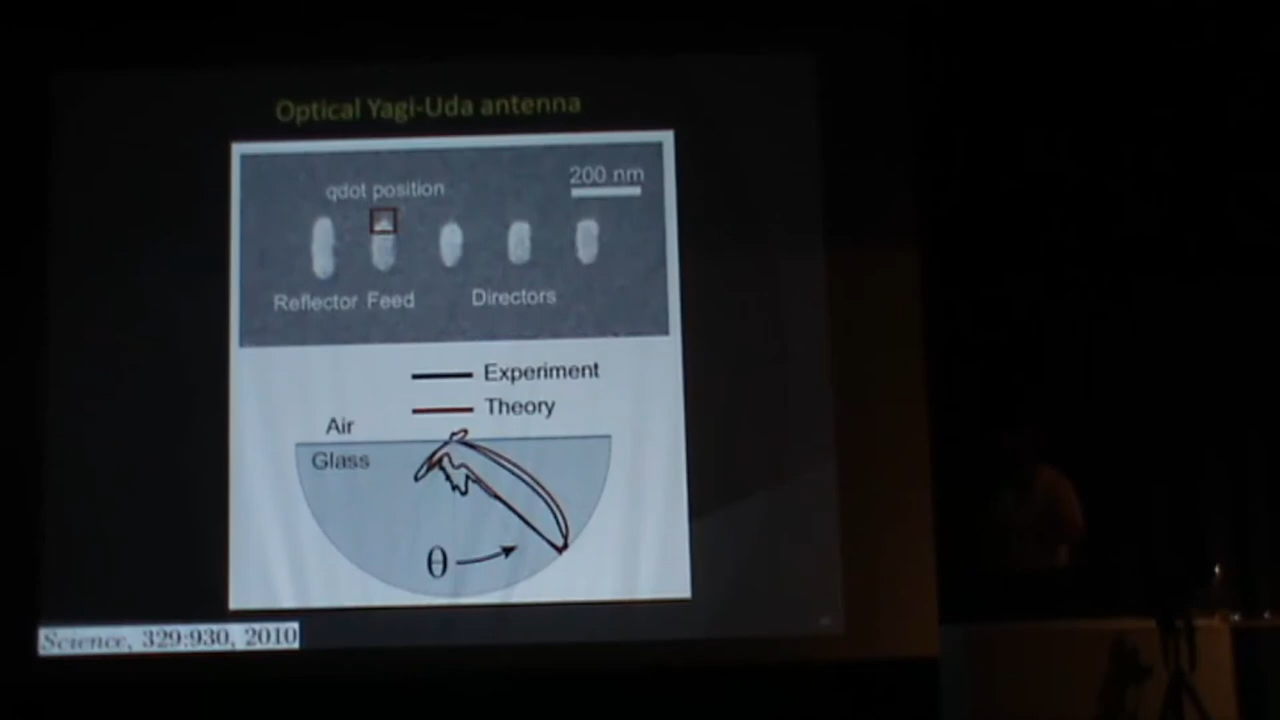 Optical Yagi-Uda antenna
200 nm
qdot position
Reflector Feed Directors
Experiment
Theory
Air
Glass
θ
Science, 329:930, 2010